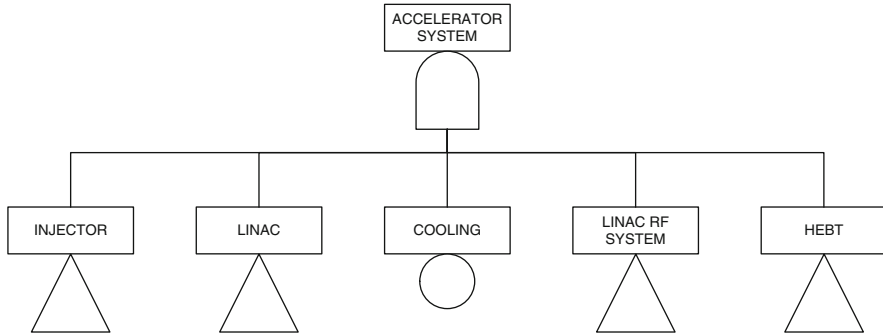 ACCELERATOR
SYSTEM
INJECTOR
LINAC
COOLING
LINAC RF
SYSTEM
HEBT